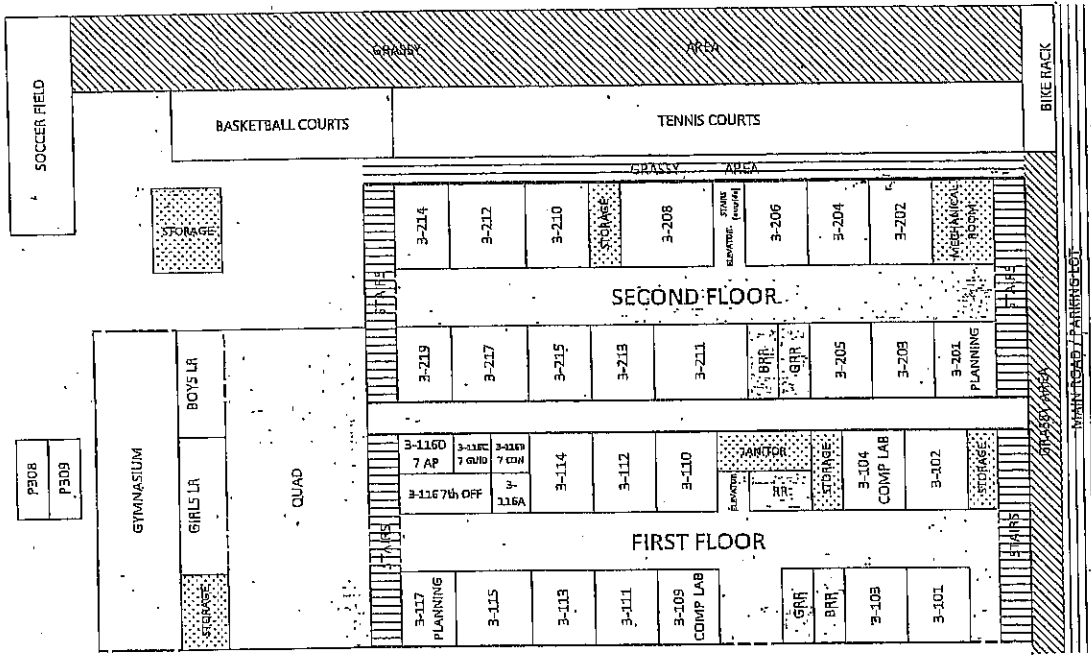 GRASSY AREA
SOCCER FIELD
BIKE RACK
BASKETBALL COURTS
TENNIS COURTS
GRASSY AREA
STORAGE
STAIRS
3-214
3-212
3-210
STORAGE
3-208
ELEVATOR
STAIRS
3-206
3-204
3-202
MECHANICAL
ROOM
STAIRS
SECOND FLOOR
3-219
3-217
3-215
3-213
3-211
BRR
GRR
3-205
3-203
3-201
PLANNING
P308
P309
GYMNASIUM
BOYS LR
GIRLS LR
STORAGE
QUAD
3-116D
7 AP
3-116C
7 GUID
3-116B
7 CON
3-116 7th OFF
3-
116A
3-114
3-112
3-110
JANITOR
ELEVATOR
RR
STORAGE
3-104
COMP LAB
3-102
STORAGE
STAIRS
FIRST FLOOR
STAIRS
3-117
PLANNING
3-115
3-113
3-111
3-109
COMP LAB
GRR
BRR
3-103
3-101
GRASSY AREA
MAIN ROAD / PARKING LOT